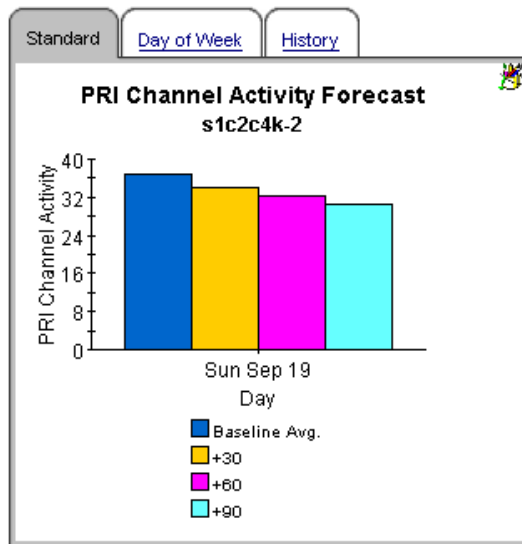 Standard
Day of Week
History
PRI Channel Activity Forecast
s1c2c4k-2
PRI Channel Activity
40
32
24
16
8
0
Sun Sep 19
Day
Baseline Avg.
+30
+60
+90